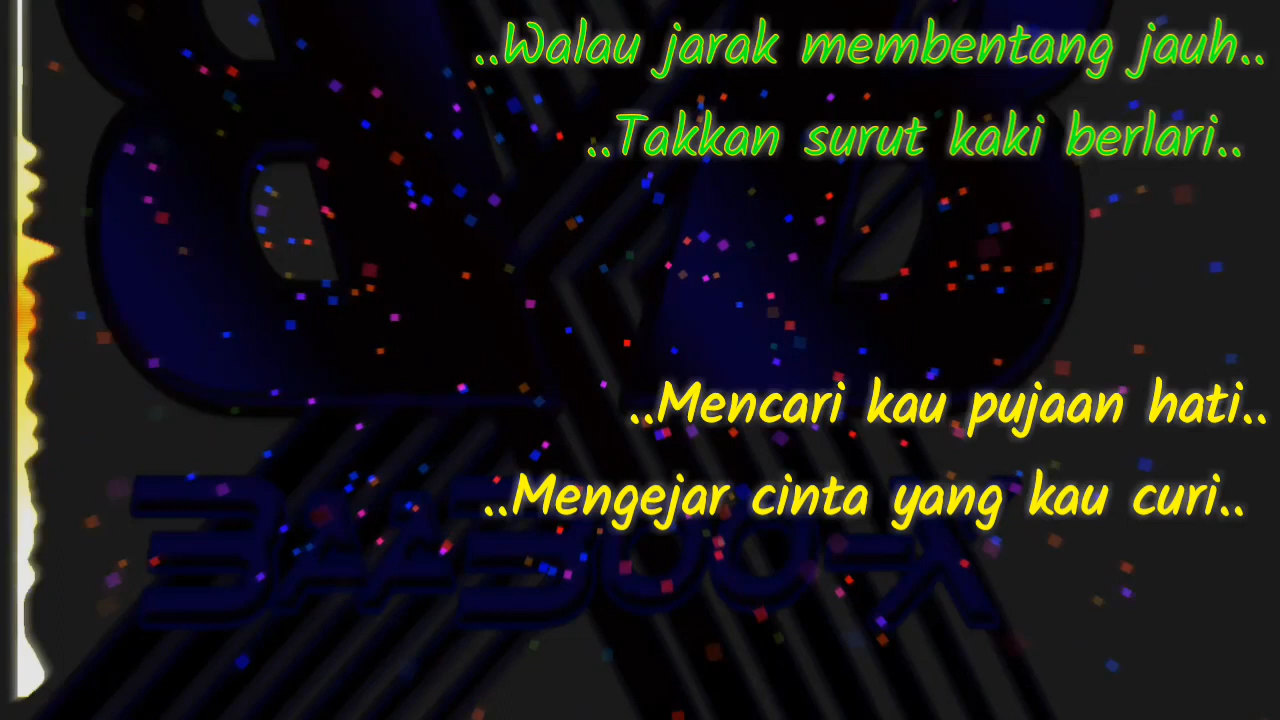 ..Walau jarak membentang jauh..
..Takkan surut kaki berlari..
..Mencari kau pujaan hati..
..Mengejar cinta yang kau curi..